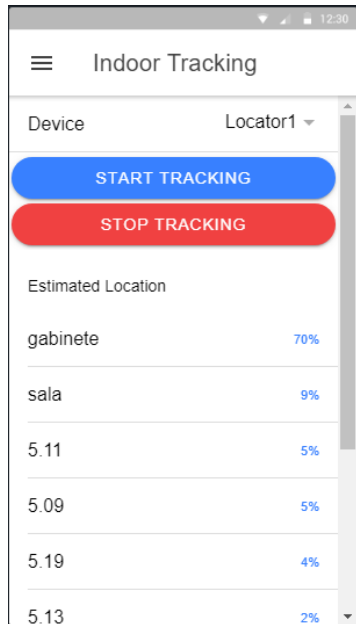 12:30
Indoor Tracking
Device Locator1
START TRACKING
STOP TRACKING
Estimated Location
gabinete 70%
sala 9%
5.11 5%
5.09 5%
5.19 4%
5.13 2%